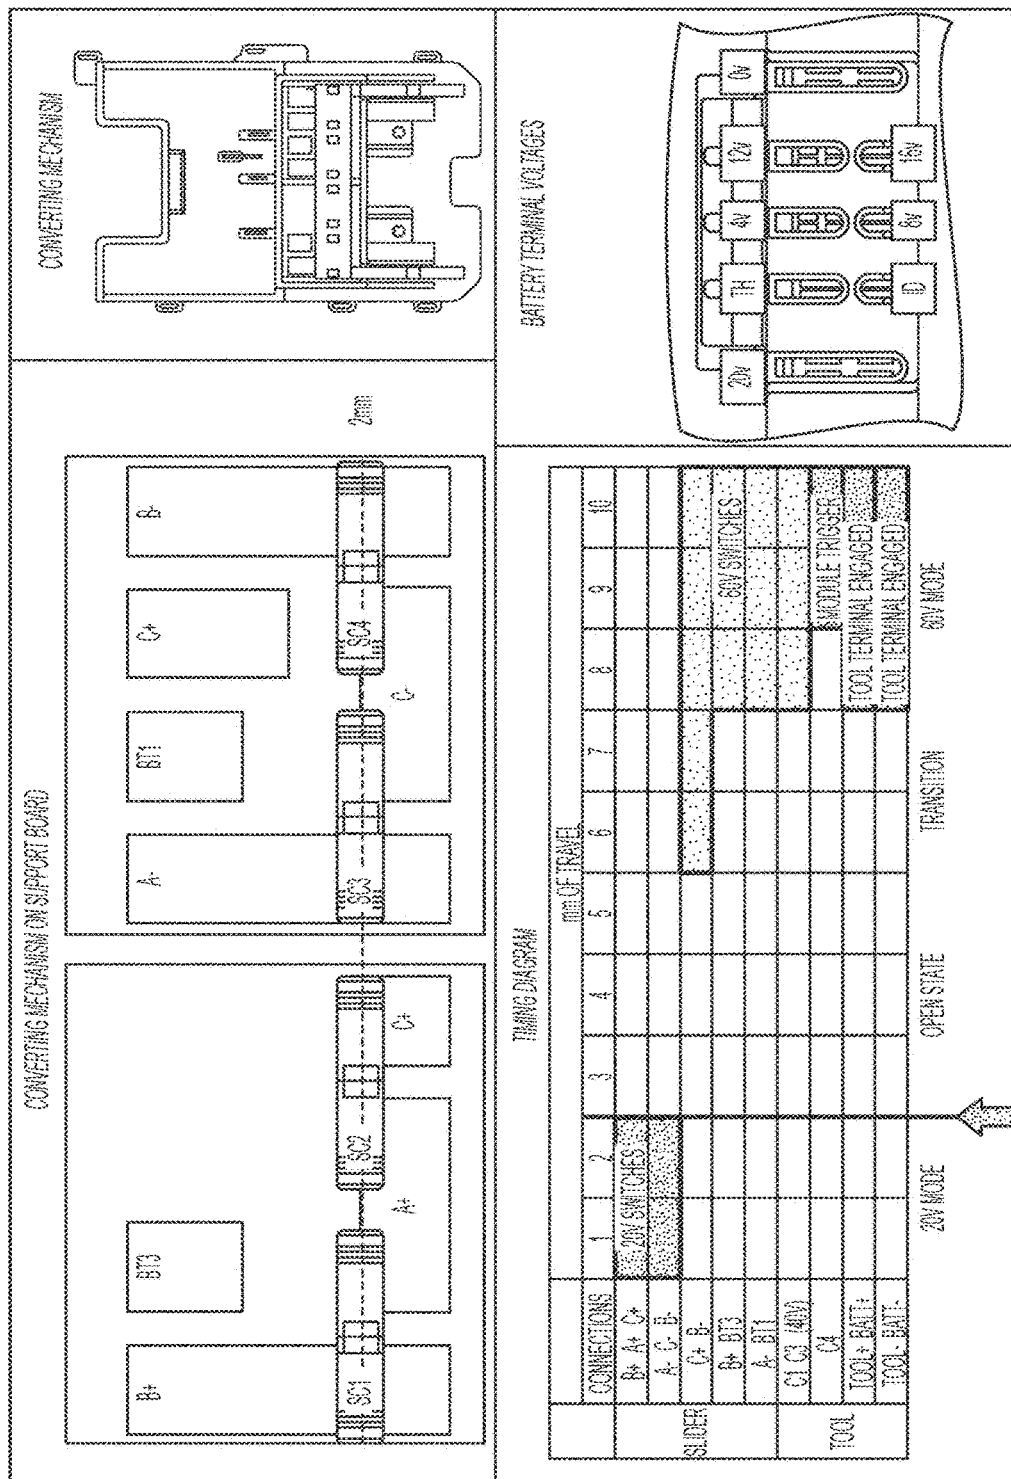 CONVERTING MECHANISM ON SUPPORT BOARD
B+
BT3
A+
C+
SC1
SC2
A-
BT1
C+
B-
C-
SC3
SC4
2mm
CONVERTING MECHANISM
TIMING DIAGRAM
mm OF TRAVEL
CONNECTIONS 1 2 3 4 5 6 7 8 9 10
SLIDER
B+ A+ C+ 20V SWITCHES
A- C- B-
C+ B-
B+ BT3 60V SWITCHES
A- BT1
TOOL
C1 C3 (40V)
C4 MODULE TRIGGER
TOOL+ BATT+ TOOL TERMINAL ENGAGED
TOOL- BATT- TOOL TERMINAL ENGAGED
20V MODE
OPEN STATE
TRANSITION
60V MODE
BATTERY TERMINAL VOLTAGES
20v TH 4v 12v 0v
ID 8v 16v